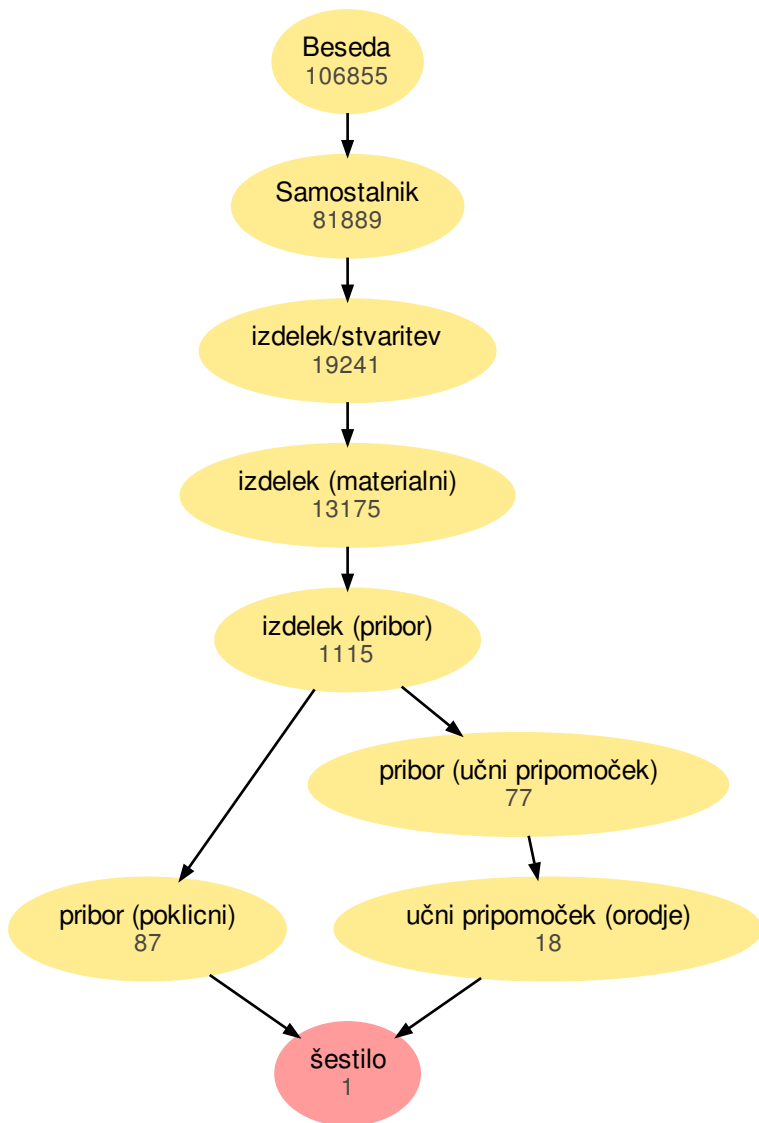 Beseda
106855
Samostalnik
81889
izdelek/stvaritev
19241
izdelek (materialni)
13175
izdelek (pribor)
1115
pribor (učni pripomoček)
77
pribor (poklicni)
87
učni pripomoček (orodje)
18
šestilo
1